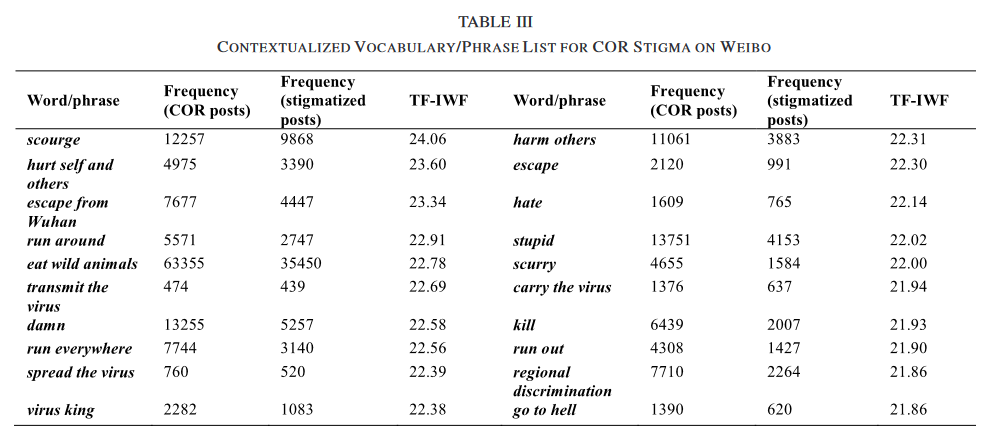 TABLE III
CONTEXTUALIZED VOCABULARY/PHRASE LIST FOR COR STIGMA ON WEIBO
Word/phrase Frequency (COR posts) Frequency (stigmatized posts) TF-IWF Word/phrase Frequency (COR posts) Frequency (stigmatized posts) TF-IWF
scourge 12257 9868 24.06 harm others 11061 3883 22.31
hurt self and others 4975 3390 23.60 escape 2120 991 22.30
escape from Wuhan 7677 4447 23.34 hate 1609 765 22.14
run around 5571 2747 22.91 stupid 13751 4153 22.02
eat wild animals 63355 35450 22.78 scurry 4655 1584 22.00
transmit the virus 474 439 22.69 carry the virus 1376 637 21.94
damn 13255 5257 22.58 kill 6439 2007 21.93
run everywhere 7744 3140 22.56 run out 4308 1427 21.90
spread the virus 760 520 22.39 regional discrimination 7710 2264 21.86
virus king 2282 1083 22.38 go to hell 1390 620 21.86